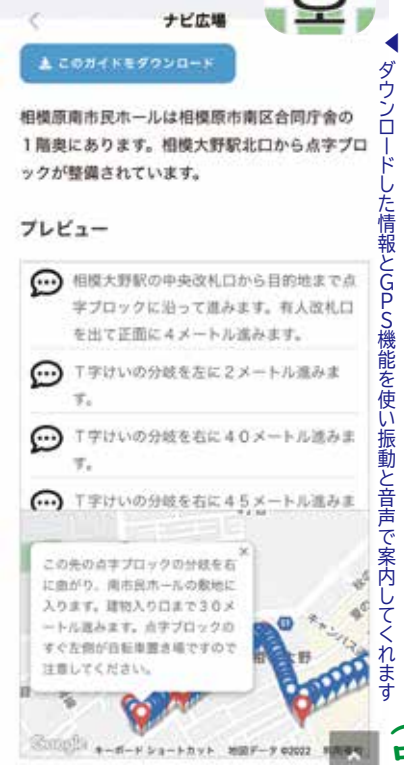 ナビ広場
このガイドをダウンロード
相模原南市民ホールは相模原市南区合同庁舎の
1階奥にあります。相模大野駅北口から点字ブロ
ックが整備されています。
プレビュー
相模大野駅の中央改札口から目的地まで点
字ブロックに沿って進みます。有人改札口
を出て正面に4メートル進みます。
T字けいの分岐を左に2メートル進みま
す。
T字けいの分岐を右に40メートル進みま
す。
T字けいの分岐を右に45メートル進みま
この先の点字ブロックの分岐を右
に曲がり、南市民ホールの敷地に
入ります。建物入り口まで30メ
ートル進みます。点字ブロックの
すぐ左側が自転車置き場ですので
注意してください。
×
大野
Google
キーボード ショートカット 地図データ ©2022
◀ダウンロードした情報とGPS機能を使い振動と音声で案内してくれます